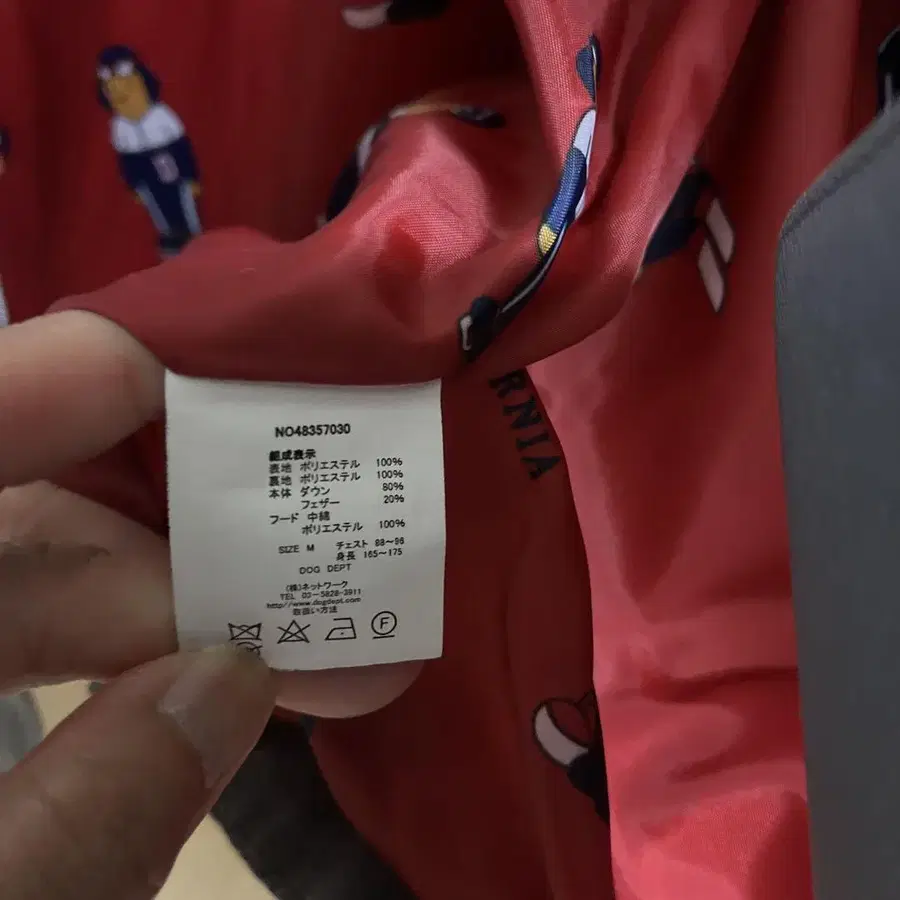 NO48357030
組成表示
表地 ポリエステル 100%
裏地 ポリエステル 100%
本体 ダウン 80%
フェザー 20%
フード 中綿
ポリエステル 100%
SIZE M チェスト 88〜96
身長 165〜175
DOG DEPT
(株)ネットワーク
TEL 03-5828-3911
http://www.dogdept.com
取扱い方法
F
RNIA